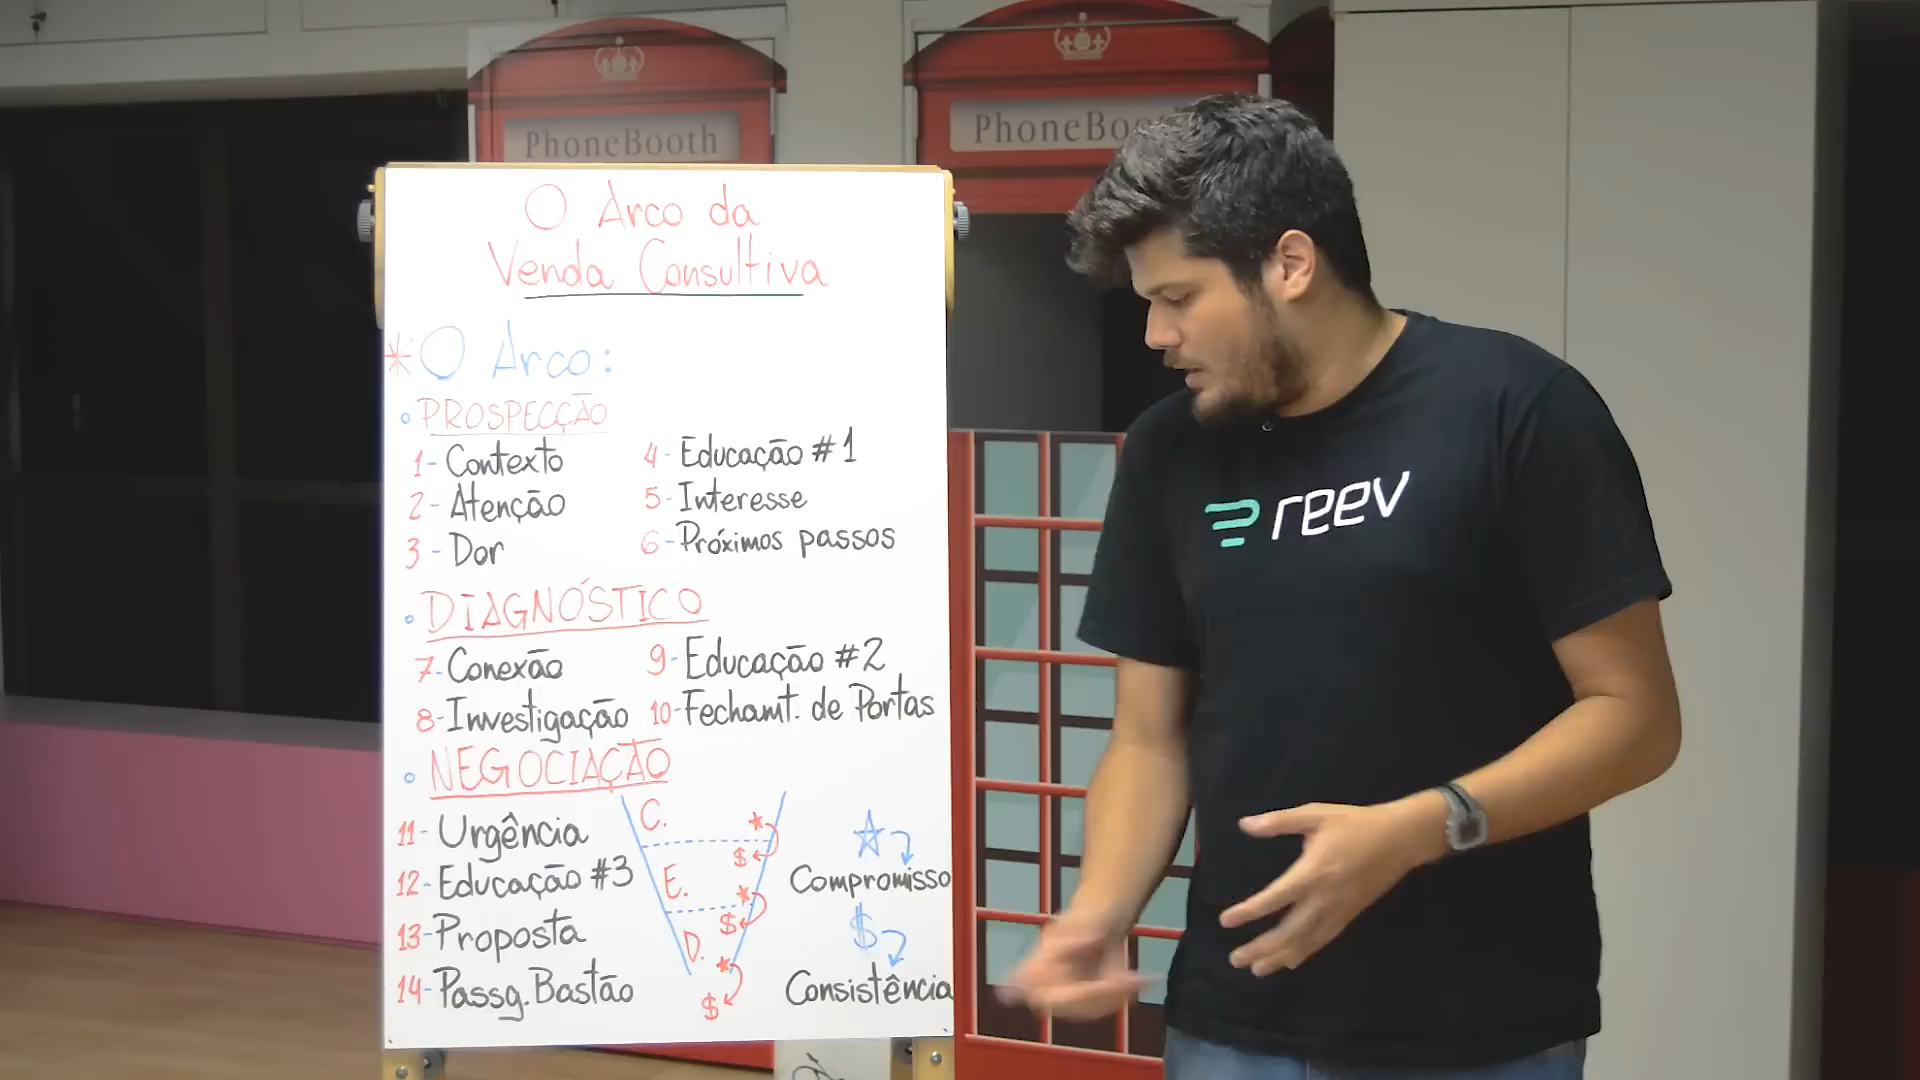 PhoneBooth
PhoneBoo
O Arco da
Venda Consultiva
* O Arco:
PROSPECÇÃO
1- Contexto
2- Atenção
3- Dor
4- Educação #1
5- Interesse
6- Próximos passos
DIAGNÓSTICO
7- Conexão
8- Investigação
9- Educação #2
10- Fechamt. de Portas
NEGOCIAÇÃO
11- Urgência
12- Educação #3
13- Proposta
14- Passg. Bastão
C.
$
E.
$
D.
$
Compromisso
$
Consistência
reev